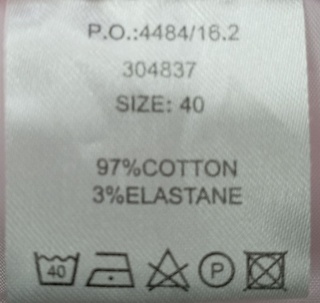 P.O.:4484/16.2
304837
SIZE: 40
97%COTTON
3%ELASTANE
40 P